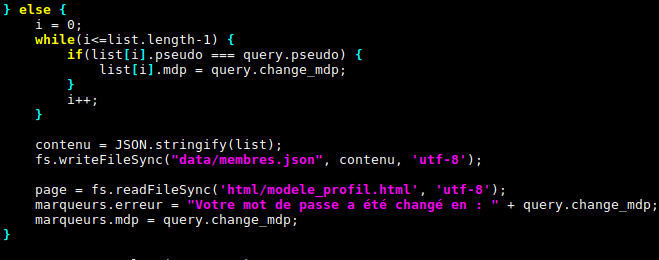 } else {
    i = 0;
    while(i<=list.length-1) {
        if(list[i].pseudo === query.pseudo) {
            list[i].mdp = query.change_mdp;
        }
        i++;
    }

    contenu = JSON.stringify(list);
    fs.writeFileSync("data/membres.json", contenu, 'utf-8');

    page = fs.readFileSync('html/modele_profil.html', 'utf-8');
    marqueurs.erreur = "Votre mot de passe a été changé en : " + query.change_mdp;
    marqueurs.mdp = query.change_mdp;
}